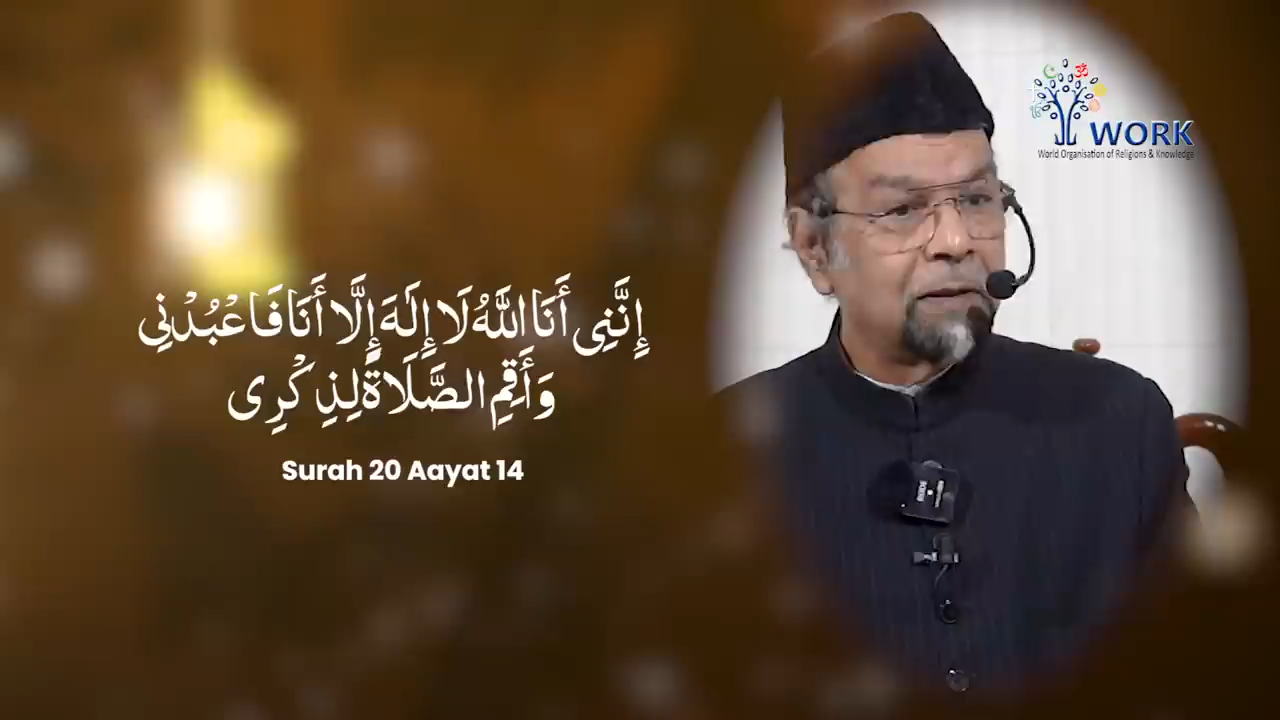 إِنَّنِي أَنَا اللَّهُ لَا إِلَٰهَ إِلَّا أَنَا فَاعْبُدْنِي
وَأَقِمِ الصَّلَاةَ لِذِكْرِي
Surah 20 Aayat 14
WORK
World Organisation of Religions & Knowledge